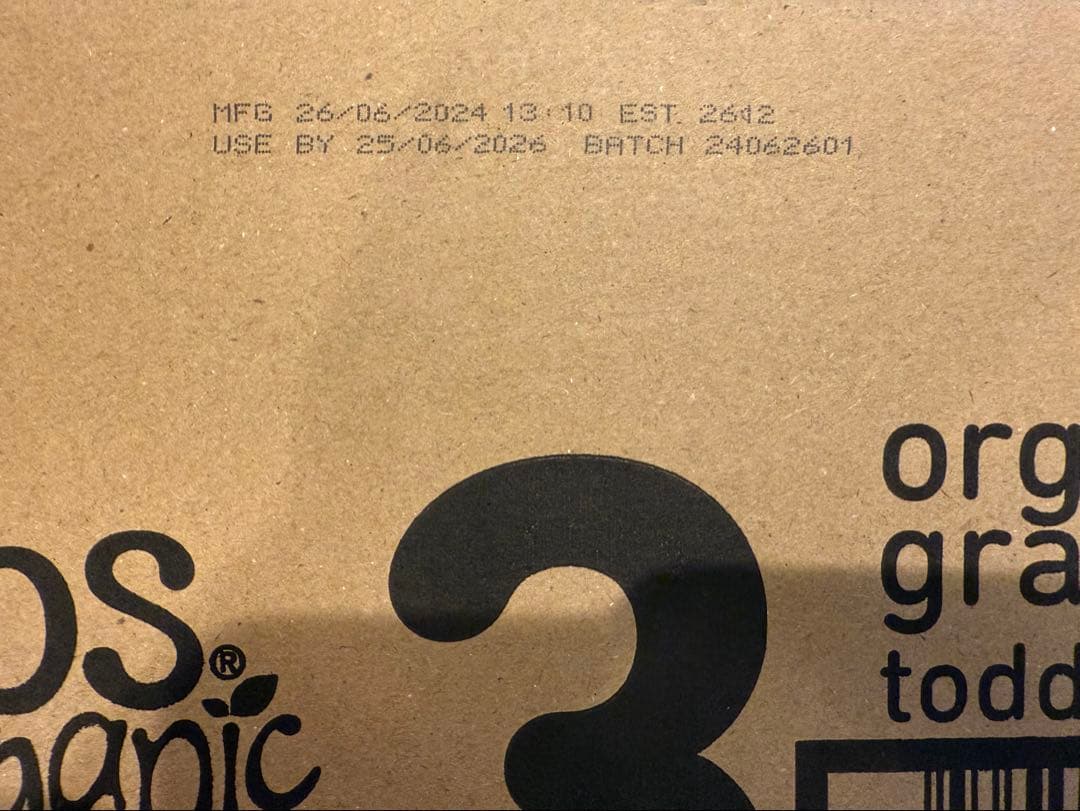 MFG 26/06/2024 13:10 EST. 2612
USE BY 25/06/2026 BATCH 24062601
3
org
gra
todd
os®
ganic